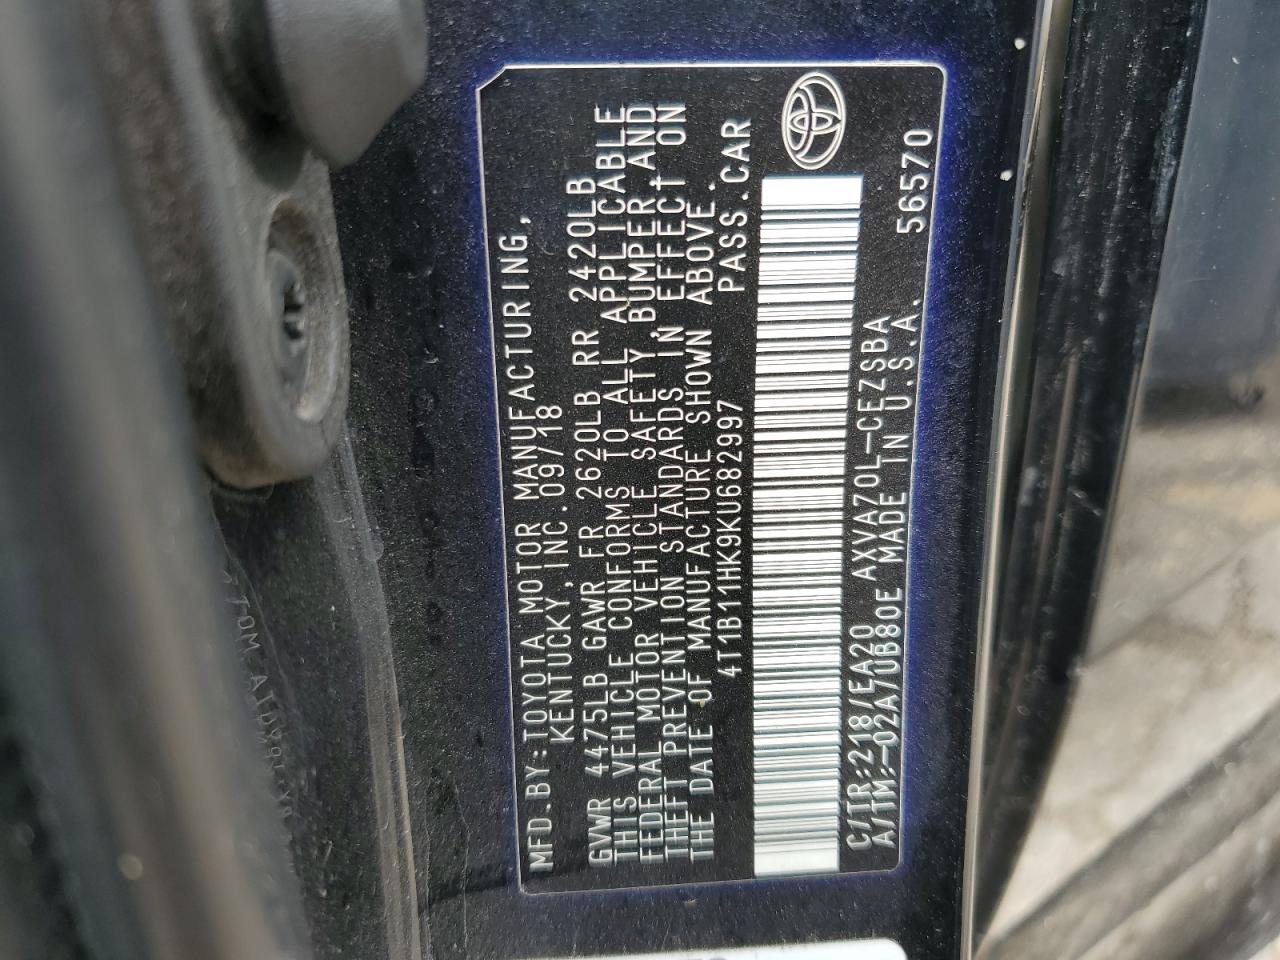 MFD.BY:TOYOTA MOTOR MANUFACTURING,
KENTUCKY,INC.09/18
GVWR 4475LB GAWR FR 2620LB RR 2420LB
THIS VEHICLE CONFORMS TO ALL APPLICABLE
FEDERAL MOTOR VEHICLE SAFETY,BUMPER AND
THEFT PREVENTION STANDARDS IN EFFECT ON
THE DATE OF MANUFACTURE SHOWN ABOVE.
4T1B11HK9KU682997 PASS.CAR
C/TR:218/EA20 AXVA70L-CEZSBA
A/TM:-02A/UB80E MADE IN U.S.A. 56570